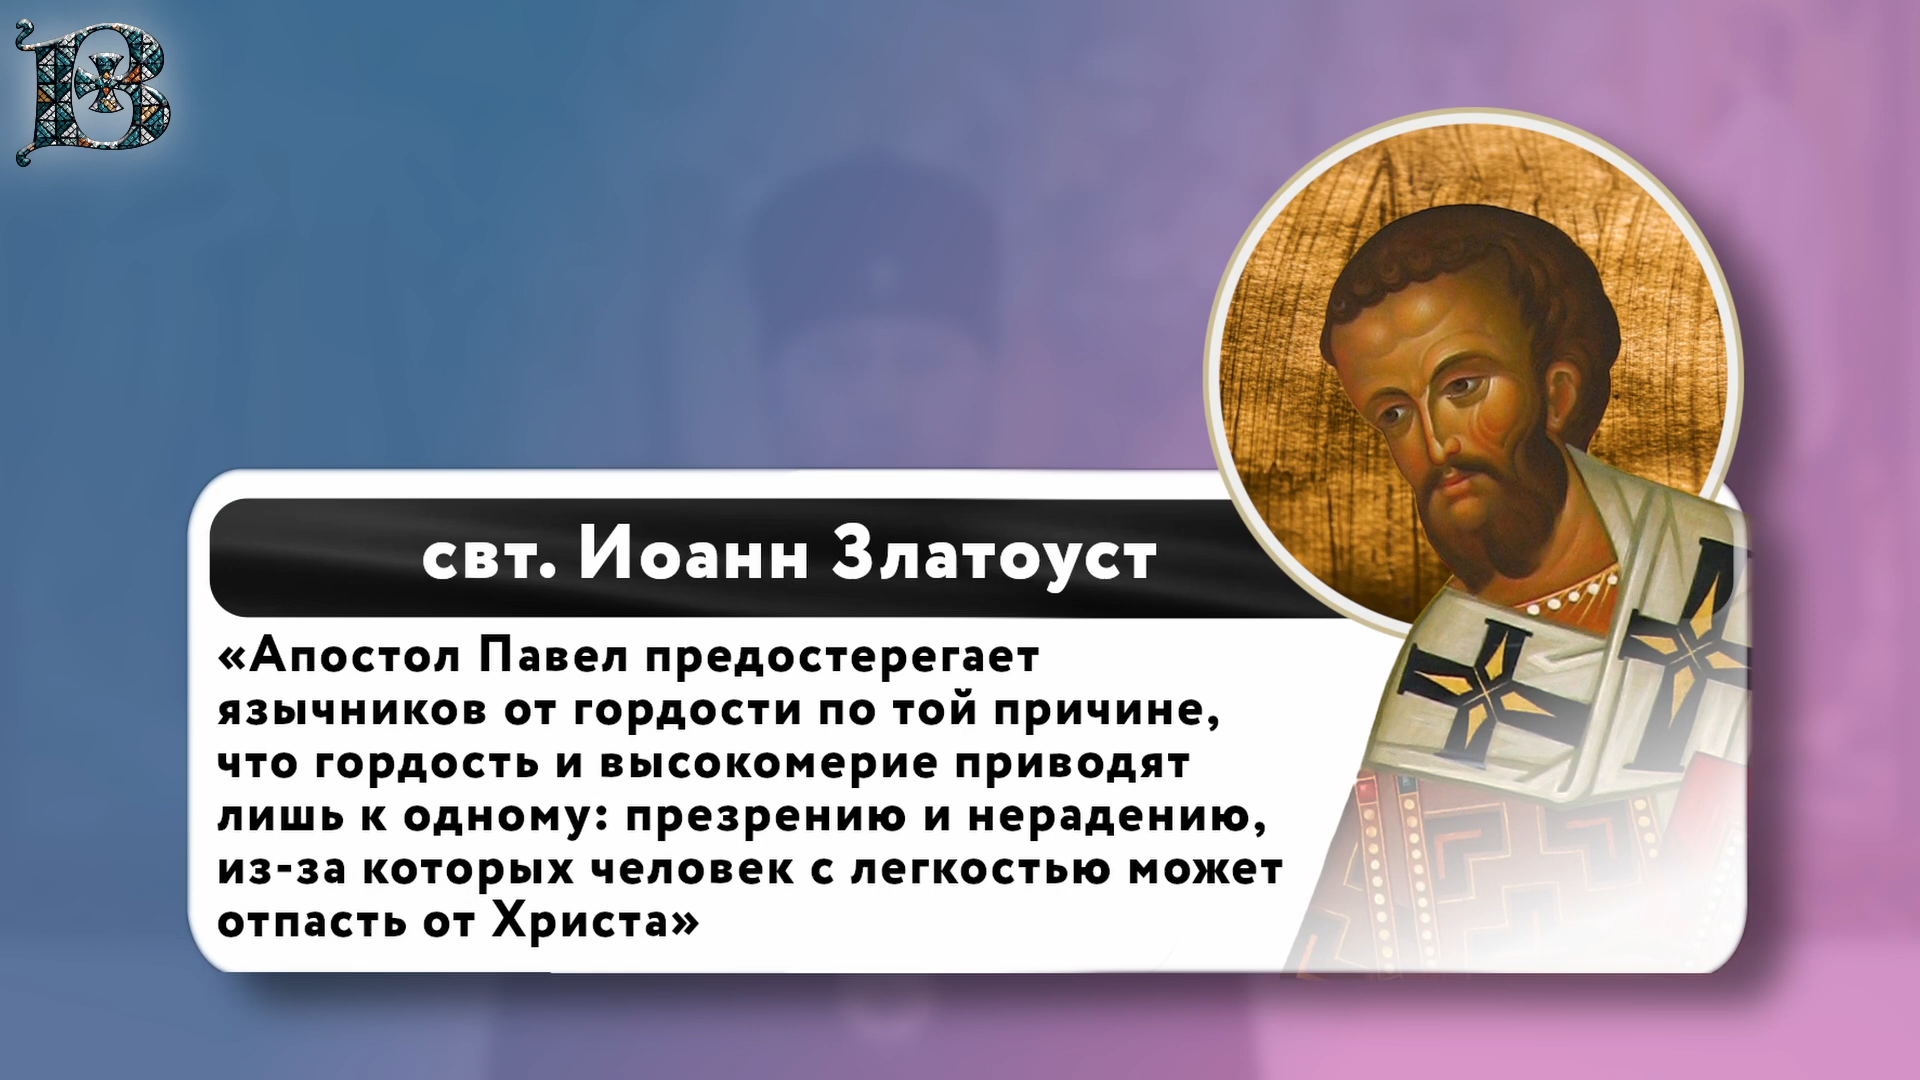 В
свт. Иоанн Златоуст
«Апостол Павел предостерегает
язычников от гордости по той причине,
что гордость и высокомерие приводят
лишь к одному: презрению и нерадению,
из-за которых человек с легкостью может
отпасть от Христа»